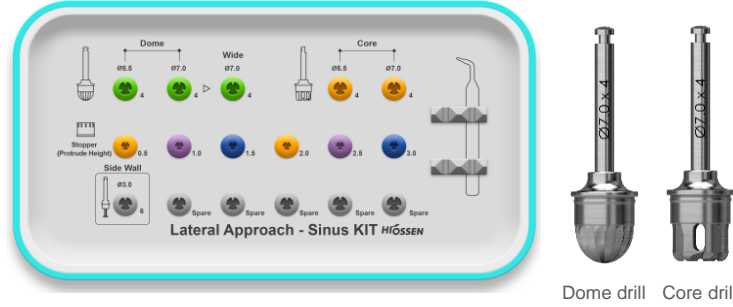 Dome
Wide
Core
Ø5.5
Ø7.0
Ø7.0
Ø5.5
Ø7.0
4
4
4
4
4
Stopper
(Protrude Height)
0.5
1.0
1.5
2.0
2.5
3.0
Side Wall
Ø3.0
6
Spare
Spare
Spare
Spare
Spare
Lateral Approach - Sinus KIT HIOSSEN
Ø7.0 x 4
Ø7.0 x 4
Dome drill
Core dril